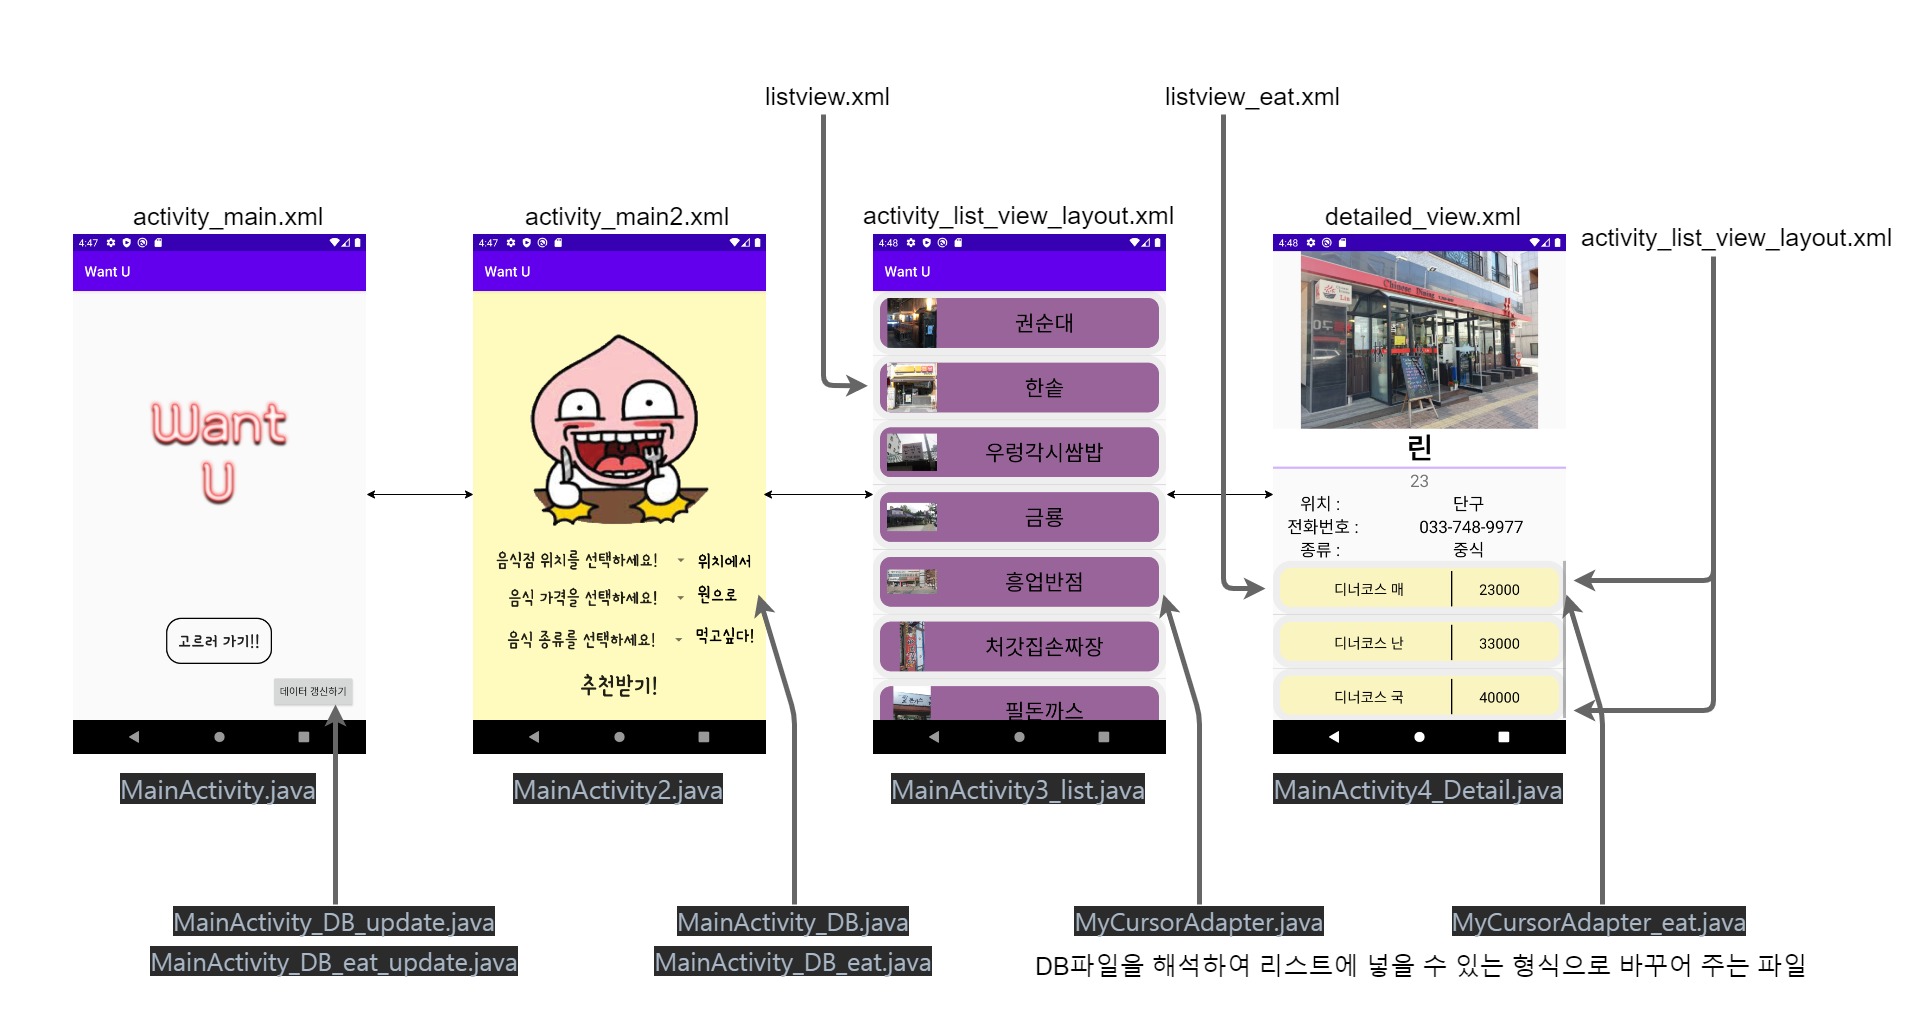 listview.xml
listview_eat.xml
activity_main.xml
activity_main2.xml
activity_list_view_layout.xml
detailed_view.xml
activity_list_view_layout.xml
4:47
Want U
Want
U
고르러 가기!!
데이터 갱신하기
4:47
Want U
음식점 위치를 선택하세요! 위치에서
음식 가격을 선택하세요! 원으로
음식 종류를 선택하세요! 먹고싶다!
추천받기!
4:48
Want U
권순대
한솥
우렁각시쌈밥
금룡
흥업반점
처갓집손짜장
필돈까스
4:48
Chinese Dining
린
23
위치 : 단구
전화번호 : 033-748-9977
종류 : 중식
디너코스 매 23000
디너코스 난 33000
디너코스 국 40000
MainActivity.java
MainActivity2.java
MainActivity3_list.java
MainActivity4_Detail.java
MainActivity_DB_update.java
MainActivity_DB_eat_update.java
MainActivity_DB.java
MainActivity_DB_eat.java
MyCursorAdapter.java
MyCursorAdapter_eat.java
DB파일을 해석하여 리스트에 넣을 수 있는 형식으로 바꾸어 주는 파일